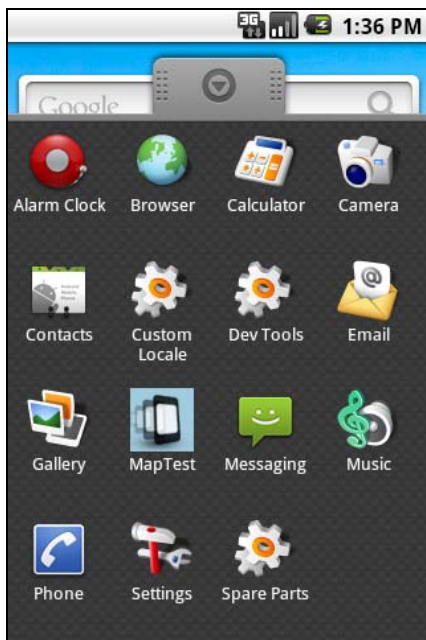 3G 1:36 PM
Google
Alarm Clock Browser Calculator Camera
Contacts Custom Locale Dev Tools Email
Gallery MapTest Messaging Music
Phone Settings Spare Parts